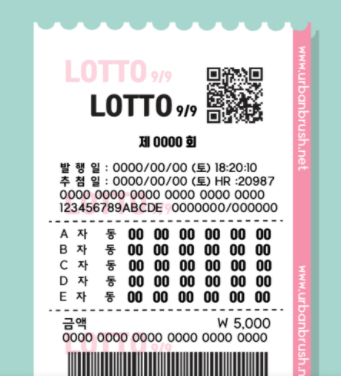 LOTTO 9/9
LOTTO 9/9
제 0000 회
발 행 일 : 0000/00/00 (토) 18:20:10
추 첨 일 : 0000/00/00 (토) HR :20987
0000 0000 0000 0000 0000 0000
123456789ABCDE 0000000/000000
A 자 동 00 00 00 00 00 00
B 자 동 00 00 00 00 00 00
C 자 동 00 00 00 00 00 00
D 자 동 00 00 00 00 00 00
E 자 동 00 00 00 00 00 00
금액 ₩ 5,000
0000 0000 0000 0000 0000 0000
www.urbanbrush.net
www.urbanbrush.n